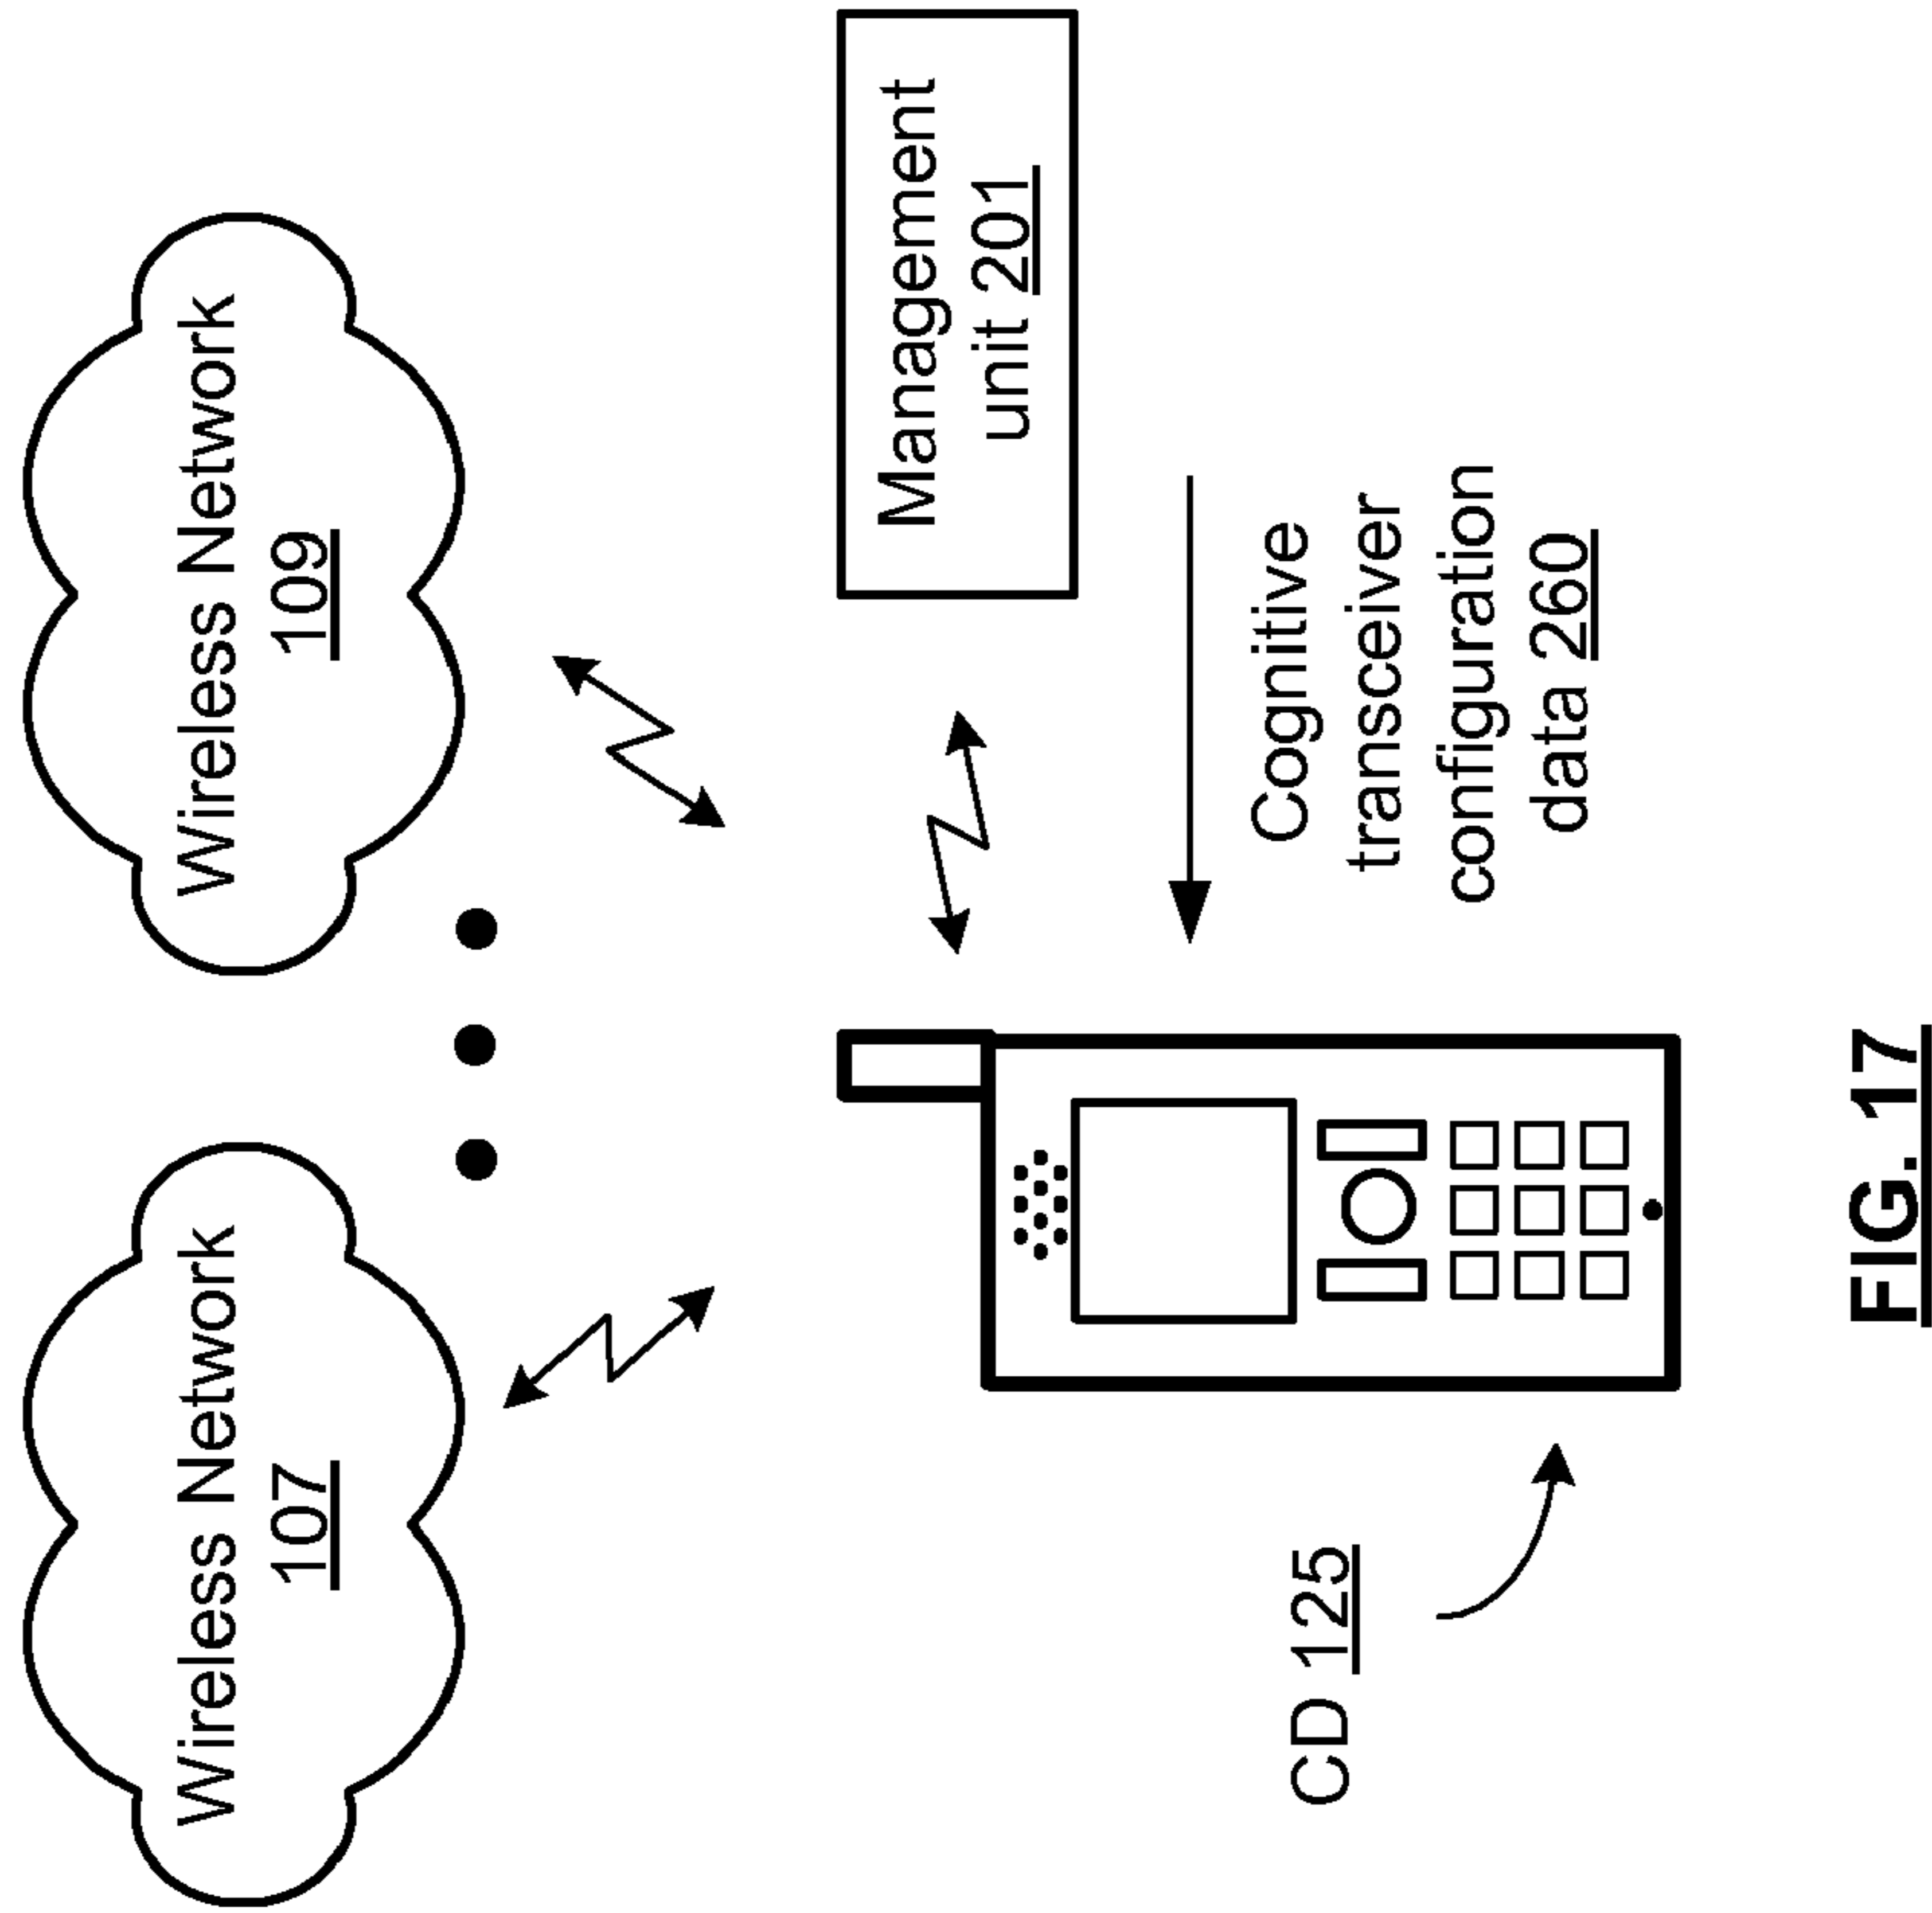 Wireless Network
107
Wireless Network
109
Management
unit 201
CD 125
Cognitive
transceiver
configuration
data 260
FIG. 17